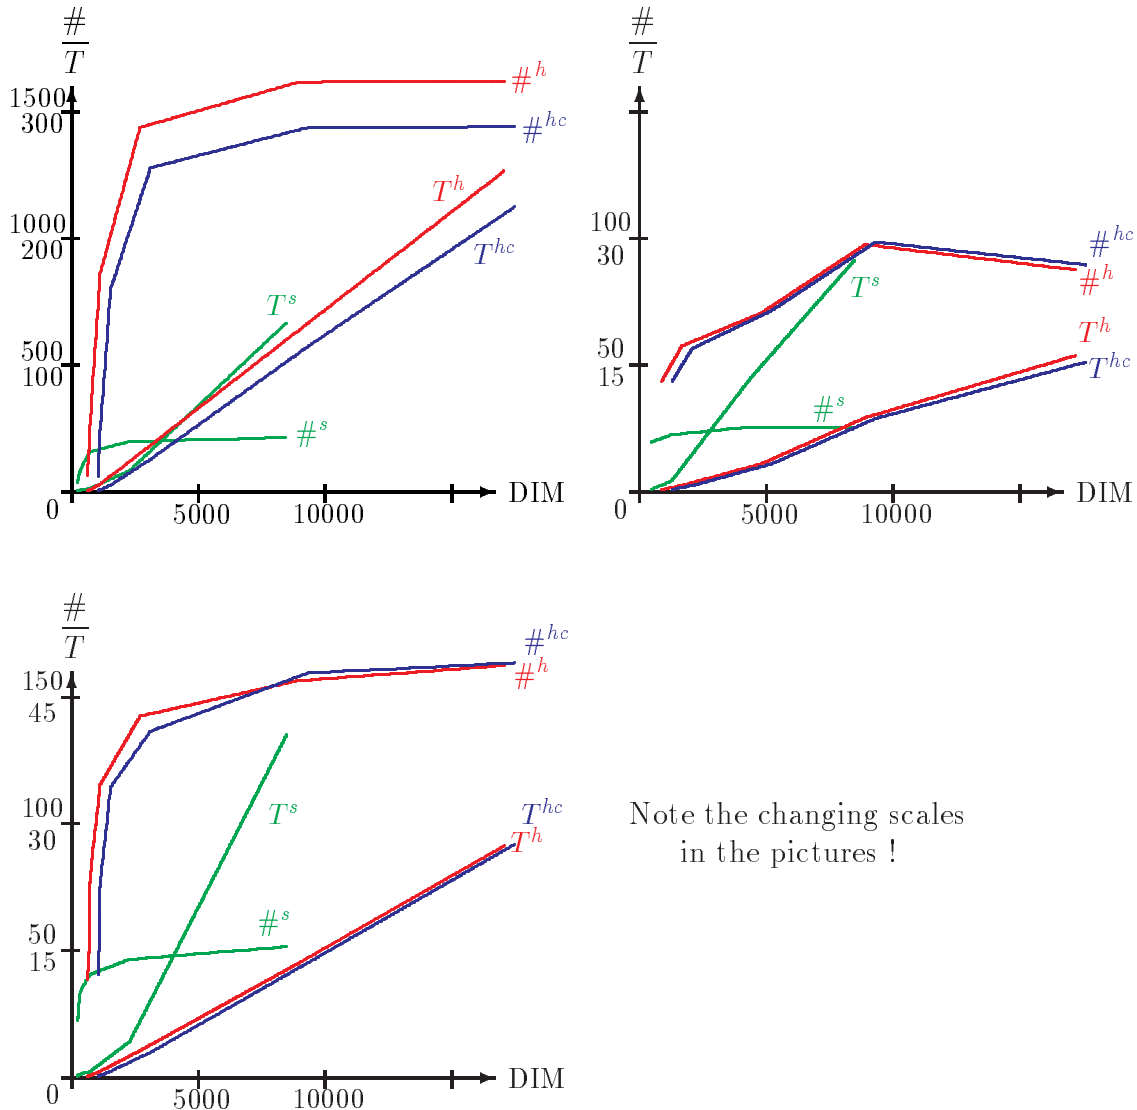 #
T
1500
300
1000
200
500
100
0
5000
10000
DIM
#^h
#^hc
T^h
T^hc
T^s
#^s
#
T
100
30
50
15
0
5000
10000
DIM
#^hc
#^h
T^s
T^h
T^hc
#^s
#
T
150
45
100
30
50
15
0
5000
10000
DIM
#^hc
#^h
T^s
T^hc
T^h
#^s
Note the changing scales
in the pictures !